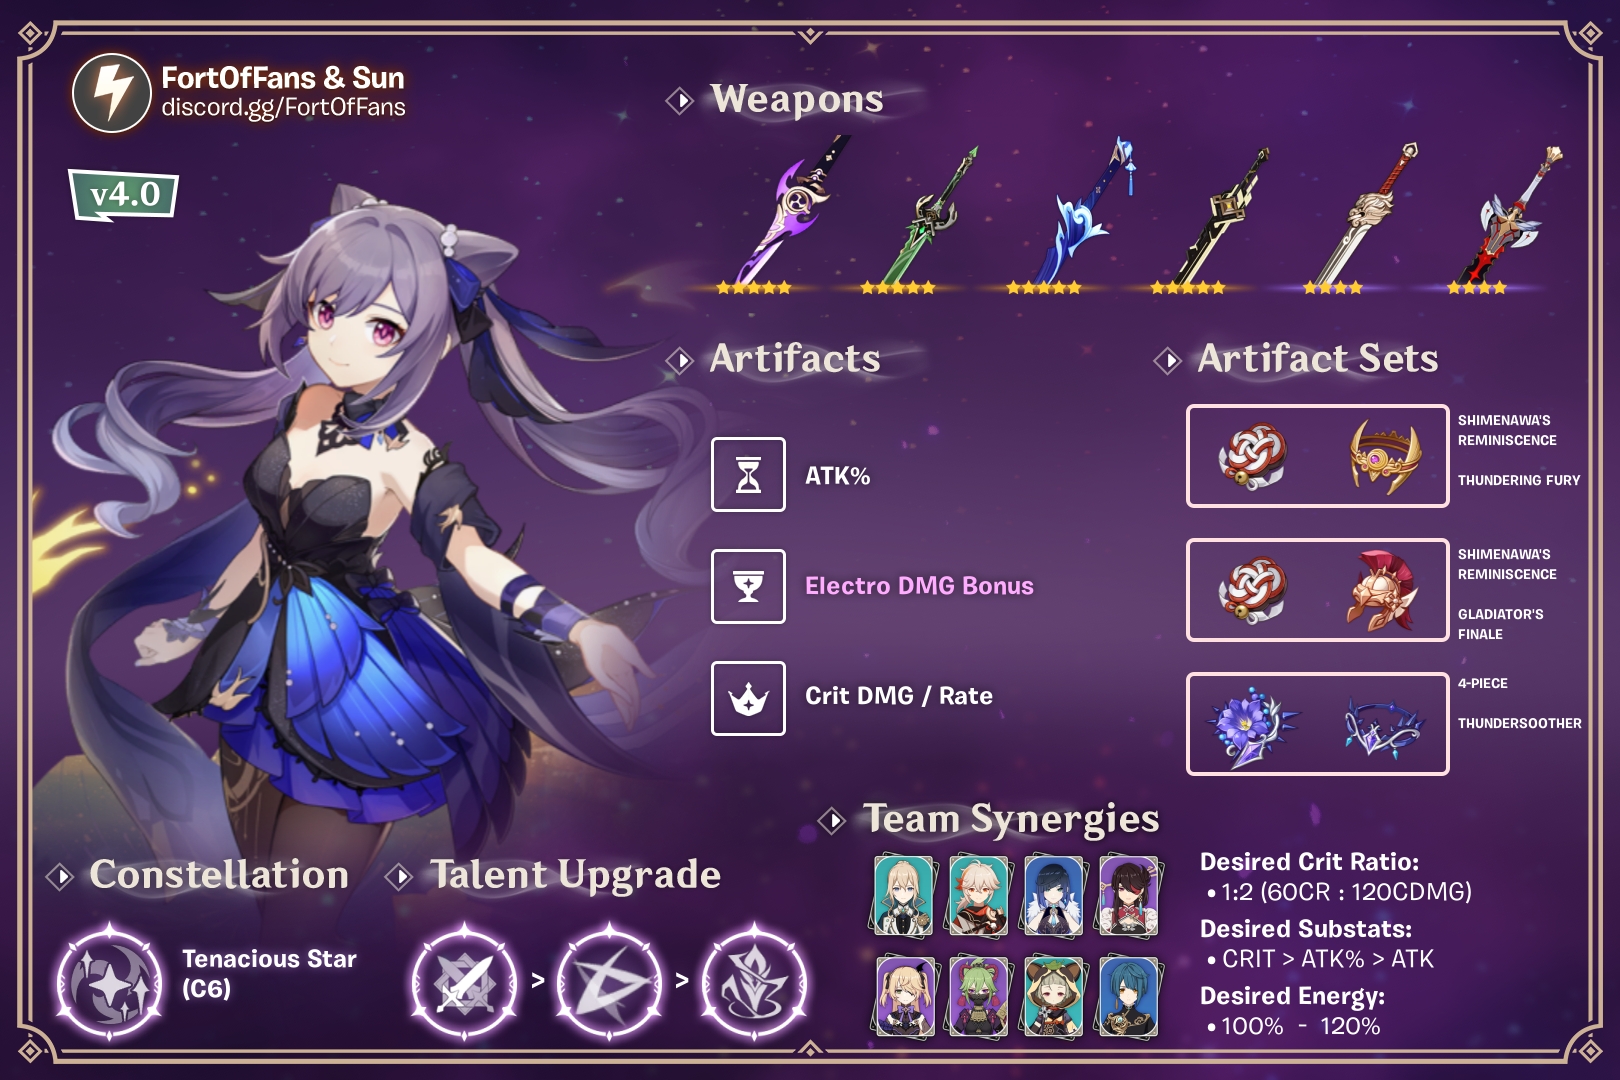 FortOfFans & Sun
discord.gg/FortOfFans
v4.0
Weapons
Artifacts
ATK%
Electro DMG Bonus
Crit DMG / Rate
Artifact Sets
SHIMENAWA'S
REMINISCENCE
THUNDERING FURY
SHIMENAWA'S
REMINISCENCE
GLADIATOR'S
FINALE
4-PIECE
THUNDERSOOTHER
Constellation
Tenacious Star
(C6)
Talent Upgrade
> >
Team Synergies
Desired Crit Ratio:
• 1:2 (60CR : 120CDMG)
Desired Substats:
• CRIT > ATK% > ATK
Desired Energy:
• 100% - 120%